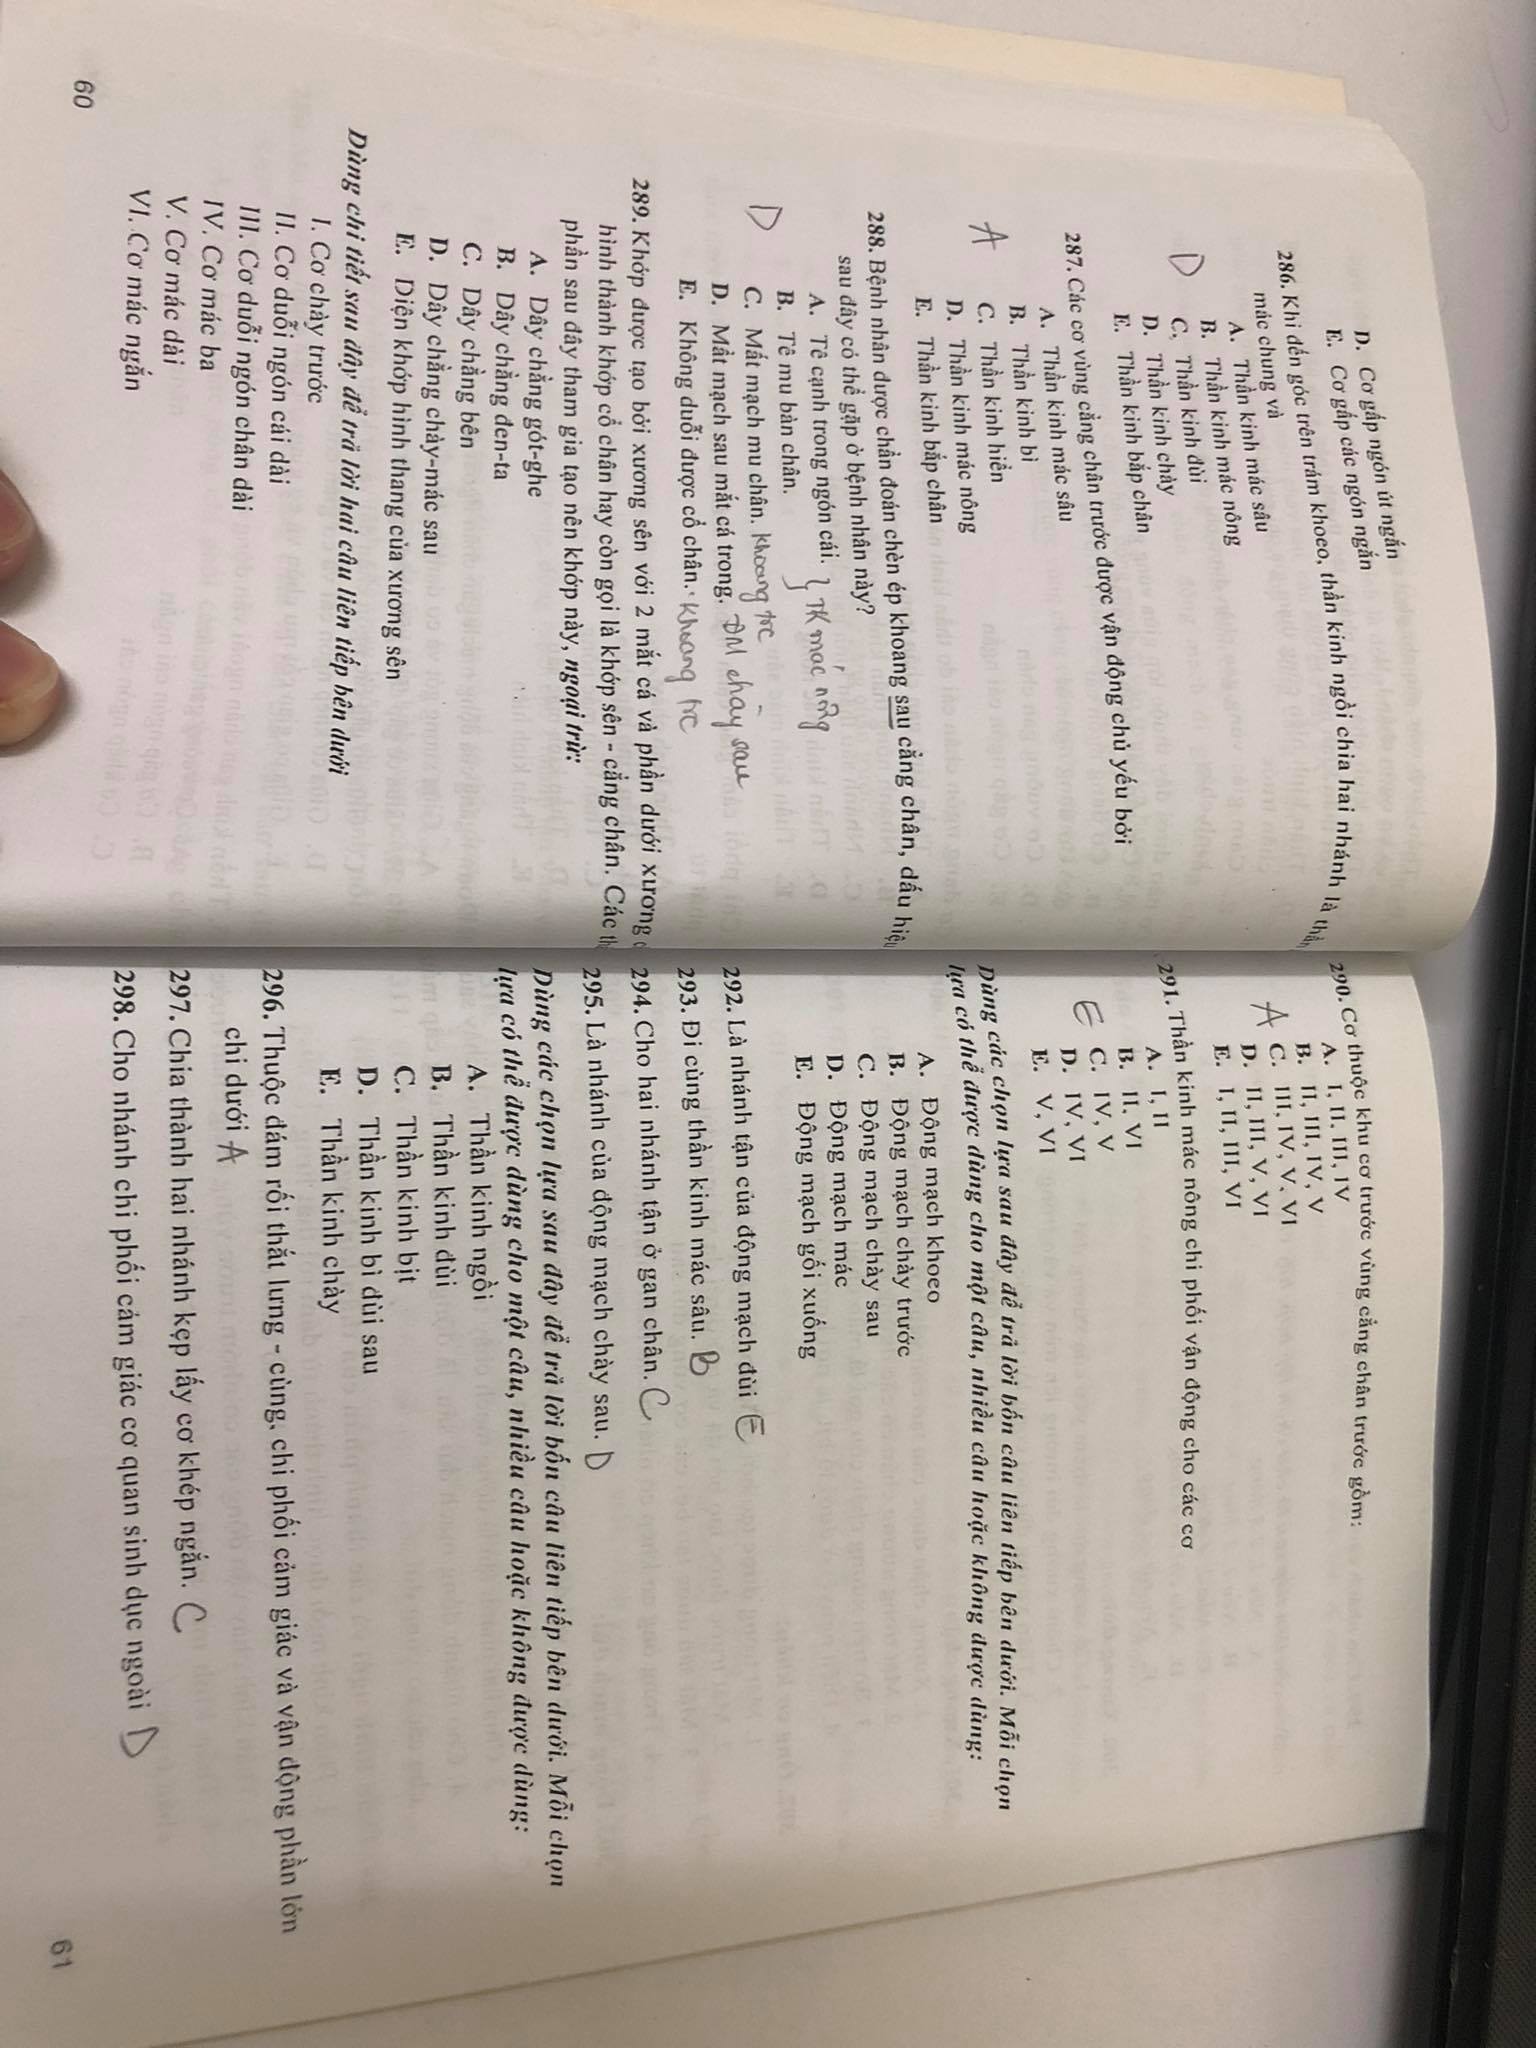 D. Cơ gấp ngón út ngắn
E. Cơ gấp các ngón ngắn
286. Khi đến góc trên trám khoeo, thần kinh ngồi chia hai nhánh là thần
mác chung và
A. Thần kinh mác sâu
B. Thần kinh mác nông
C. Thần kinh đùi
D. Thần kinh chày
E. Thần kinh bắp chân
D
287. Các cơ vùng cẳng chân trước được vận động chủ yếu bởi
A. Thần kinh mác sâu
B. Thần kinh bì
C. Thần kinh hiển
D. Thần kinh mác nông
E. Thần kinh bắp chân
A
288. Bệnh nhân được chẩn đoán chèn ép khoang sau cẳng chân, dấu hiệu
sau đây có thể gặp ở bệnh nhân này?
A. Tê cạnh trong ngón cái.
B. Tê mu bàn chân.
} TK mác nông
C. Mất mạch mu chân. Khoang trc
D. Mất mạch sau mắt cá trong. ĐM chày sau
E. Không duỗi được cổ chân. Khoang trc
D
289. Khớp được tạo bởi xương sên với 2 mắt cá và phần dưới xương
hình thành khớp cổ chân hay còn gọi là khớp sên - cẳng chân. Các
phần sau đây tham gia tạo nên khớp này, ngoại trừ:
A. Dây chằng gót-ghe
B. Dây chằng đen-ta
C. Dây chằng bên
D. Dây chằng chày-mác sau
E. Diện khớp hình thang của xương sên
Dùng chi tiết sau đây để trả lời hai câu liên tiếp bên dưới
I. Cơ chày trước
II. Cơ duỗi ngón cái dài
III. Cơ duỗi ngón chân dài
IV. Cơ mác ba
V. Cơ mác dài
VI. Cơ mác ngắn
60
290. Cơ thuộc khu cơ trước vùng cẳng chân trước gồm:
A. I, II. III, IV
B. II, III, IV, V
C. III, IV, V, VI
D. II, III, V, VI
E. I, II, III, VI
A
291. Thần kinh mác nông chi phối vận động cho các cơ
A. I, II
B. II, VI
C. IV, V
D. IV, VI
E. V, VI
E
Dùng các chọn lựa sau đây để trả lời bốn câu liên tiếp bên dưới. Mỗi chọn
lựa có thể được dùng cho một câu, nhiều câu hoặc không được dùng:
A. Động mạch khoeo
B. Động mạch chày trước
C. Động mạch chày sau
D. Động mạch mác
E. Động mạch gối xuống
292. Là nhánh tận của động mạch đùi E
293. Đi cùng thần kinh mác sâu. B
294. Cho hai nhánh tận ở gan chân. C
295. Là nhánh của động mạch chày sau. D
Dùng các chọn lựa sau đây để trả lời bốn câu liên tiếp bên dưới. Mỗi chọn
lựa có thể được dùng cho một câu, nhiều câu hoặc không được dùng:
A. Thần kinh ngồi
B. Thần kinh đùi
C. Thần kinh bịt
D. Thần kinh bì đùi sau
E. Thần kinh chày
296. Thuộc đám rối thắt lưng - cùng, chi phối cảm giác và vận động phần lớn
chi dưới A
297. Chia thành hai nhánh kẹp lấy cơ khép ngắn. C
298. Cho nhánh chi phối cảm giác cơ quan sinh dục ngoài D
61